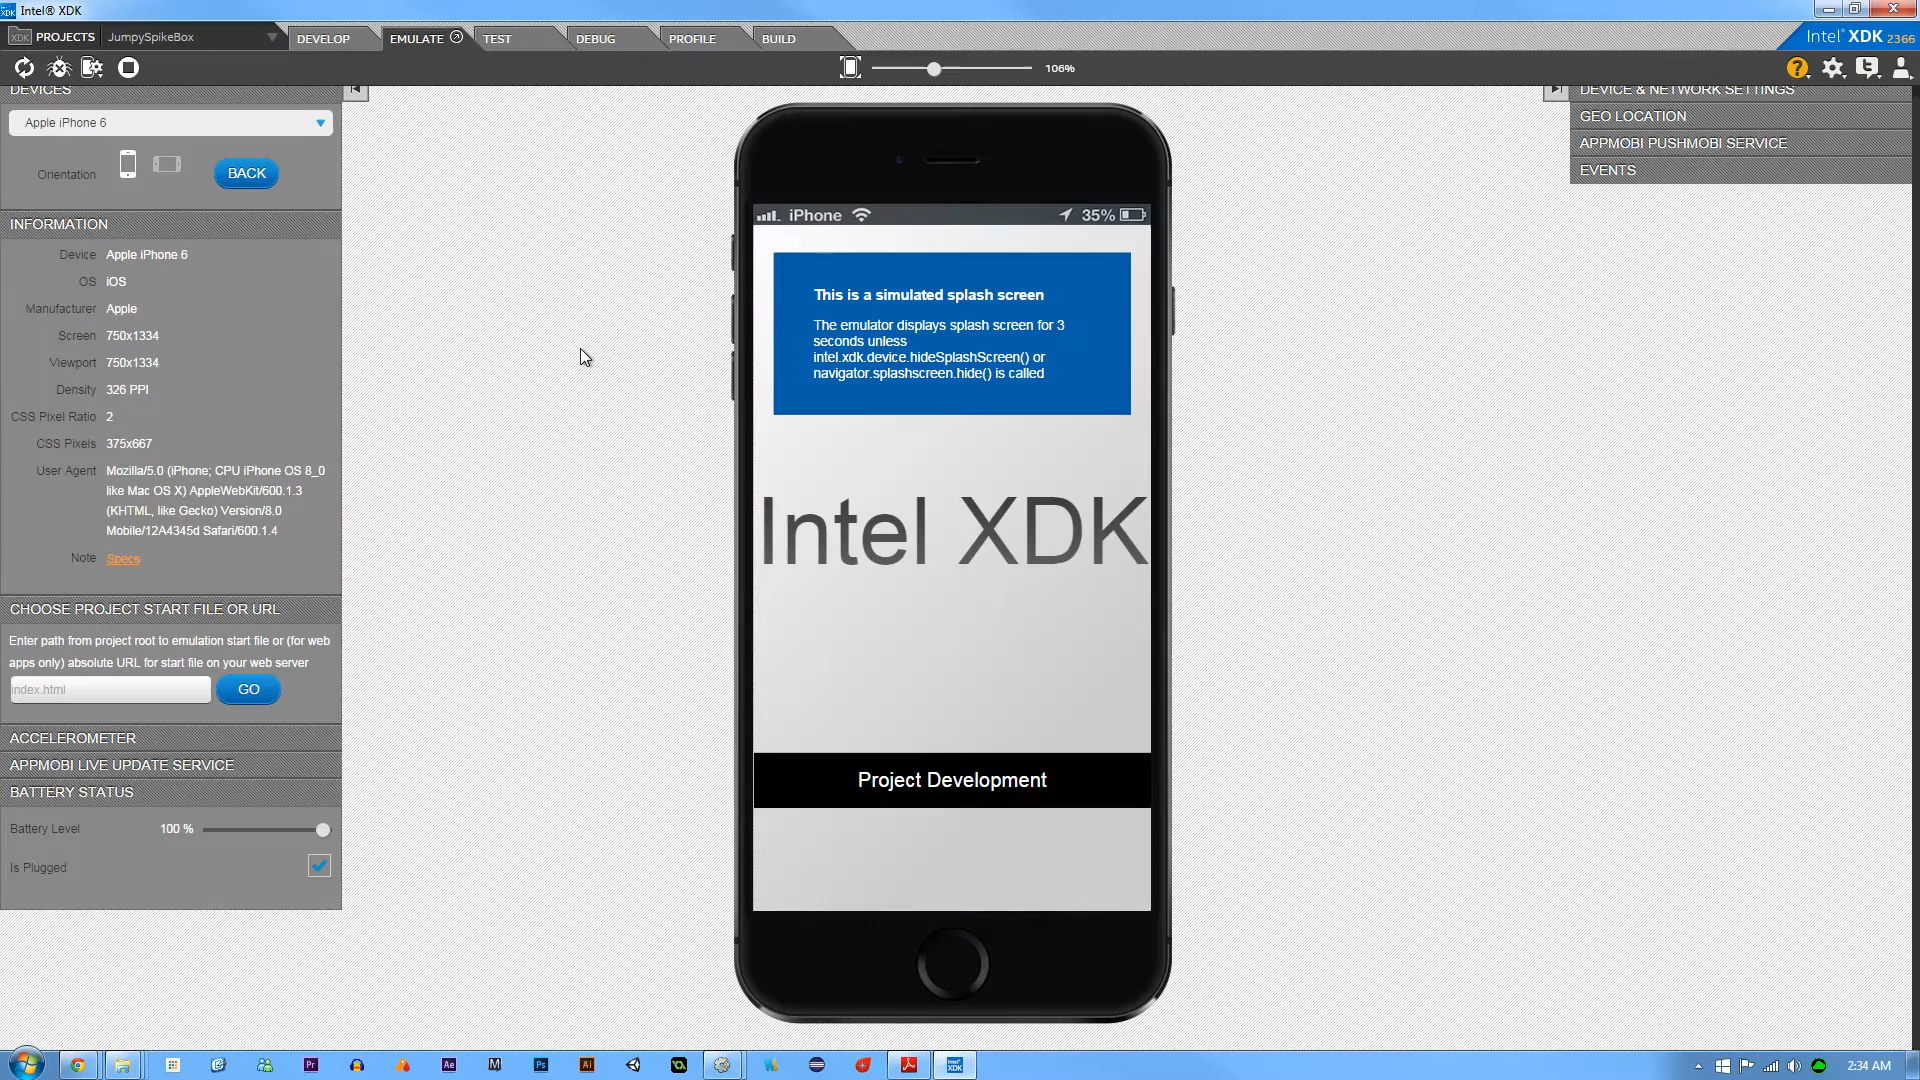 Intel® XDK
PROJECTS JumpySpikeBox DEVELOP EMULATE TEST DEBUG PROFILE BUILD Intel® XDK 2366
106%
DEVICES
Apple iPhone 6
Orientation BACK
INFORMATION
Device Apple iPhone 6
OS iOS
Manufacturer Apple
Screen 750x1334
Viewport 750x1334
Density 326 PPI
CSS Pixel Ratio 2
CSS Pixels 375x667
User Agent Mozilla/5.0 (iPhone; CPU iPhone OS 8_0
like Mac OS X) AppleWebKit/600.1.3
(KHTML, like Gecko) Version/8.0
Mobile/12A4345d Safari/600.1.4
Note Specs
CHOOSE PROJECT START FILE OR URL
Enter path from project root to emulation start file or (for web
apps only) absolute URL for start file on your web server
index.html GO
ACCELEROMETER
APPMOBI LIVE UPDATE SERVICE
BATTERY STATUS
Battery Level 100 %
Is Plugged
iPhone 35%
This is a simulated splash screen
The emulator displays splash screen for 3
seconds unless
intel.xdk.device.hideSplashScreen() or
navigator.splashscreen.hide() is called
Intel XDK
Project Development
DEVICE & NETWORK SETTINGS
GEO LOCATION
APPMOBI PUSHMOBI SERVICE
EVENTS
Pr Ae M Ps Ai
2:34 AM